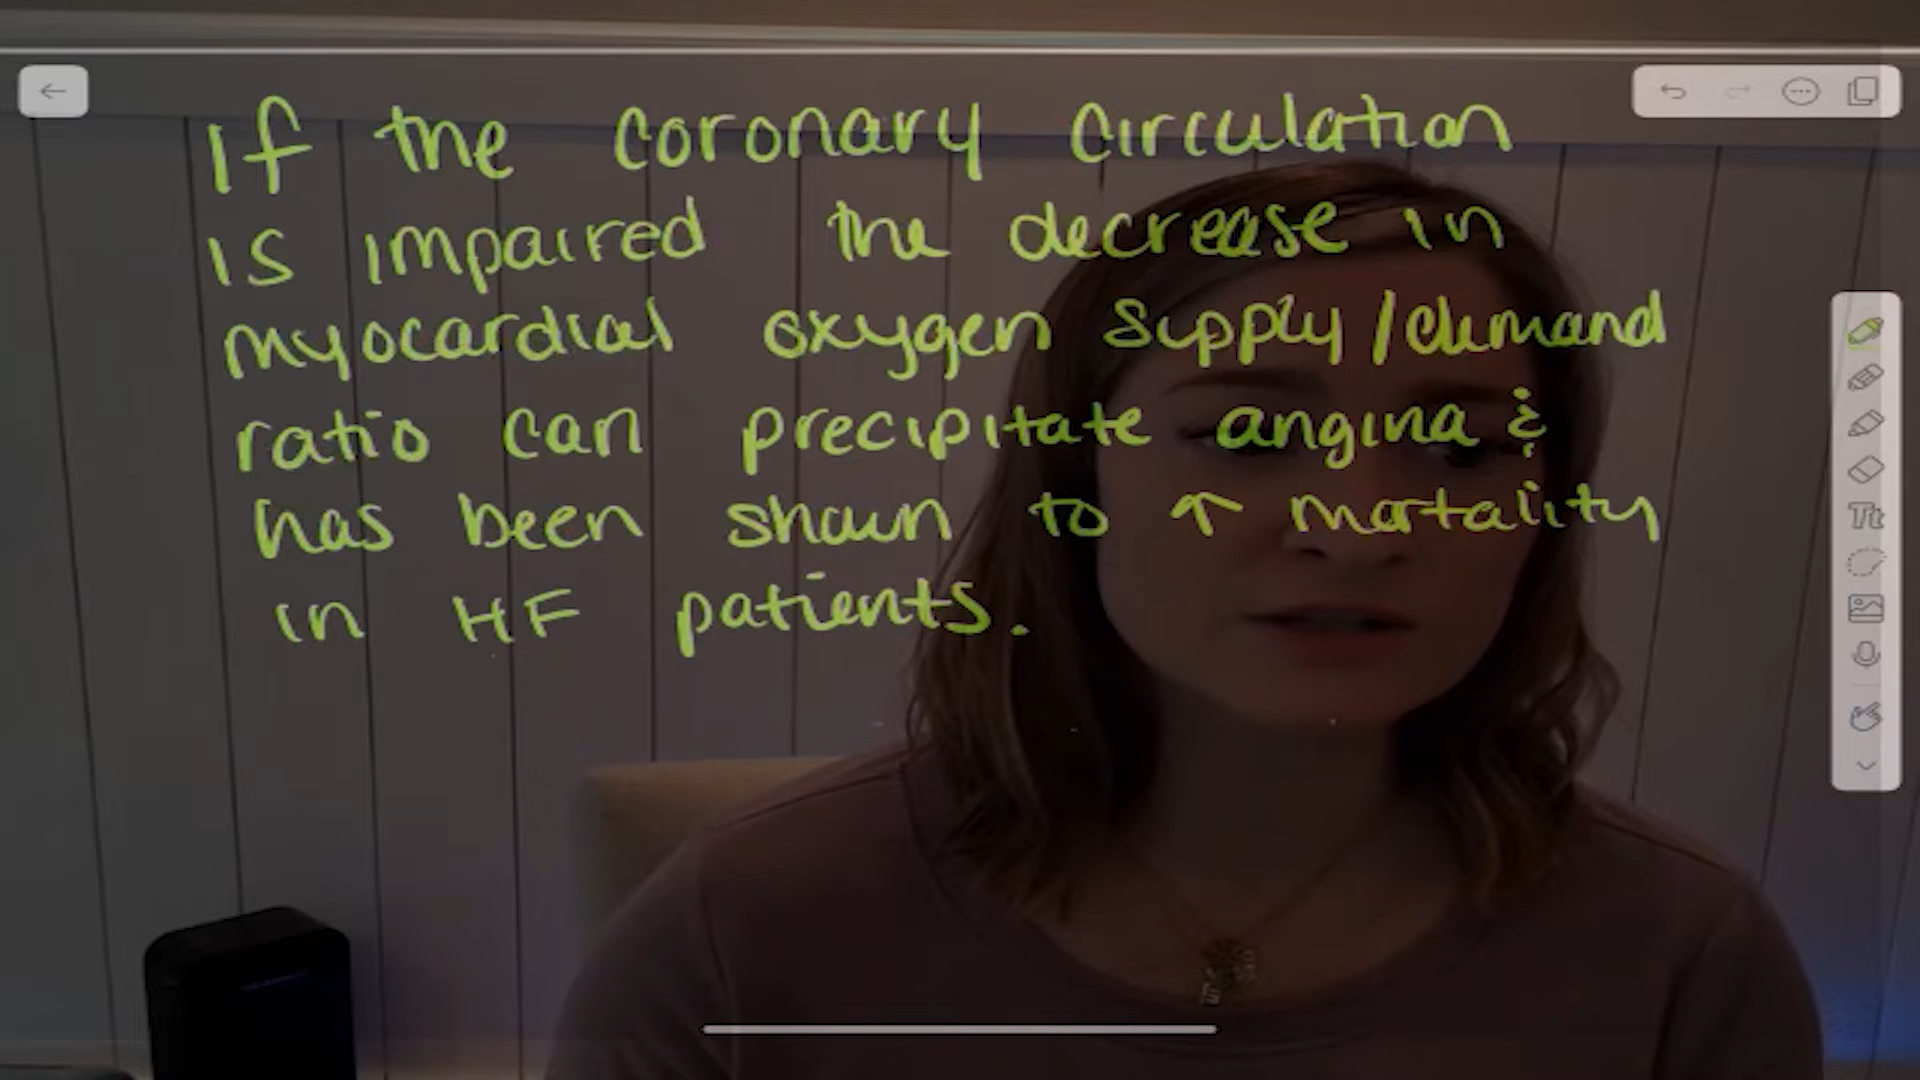 If the coronary circulation
is impaired the decrease in
myocardial oxygen supply/demand
ratio can precipitate angina &
has been shown to ↑ mortality
in HF patients.
Tt